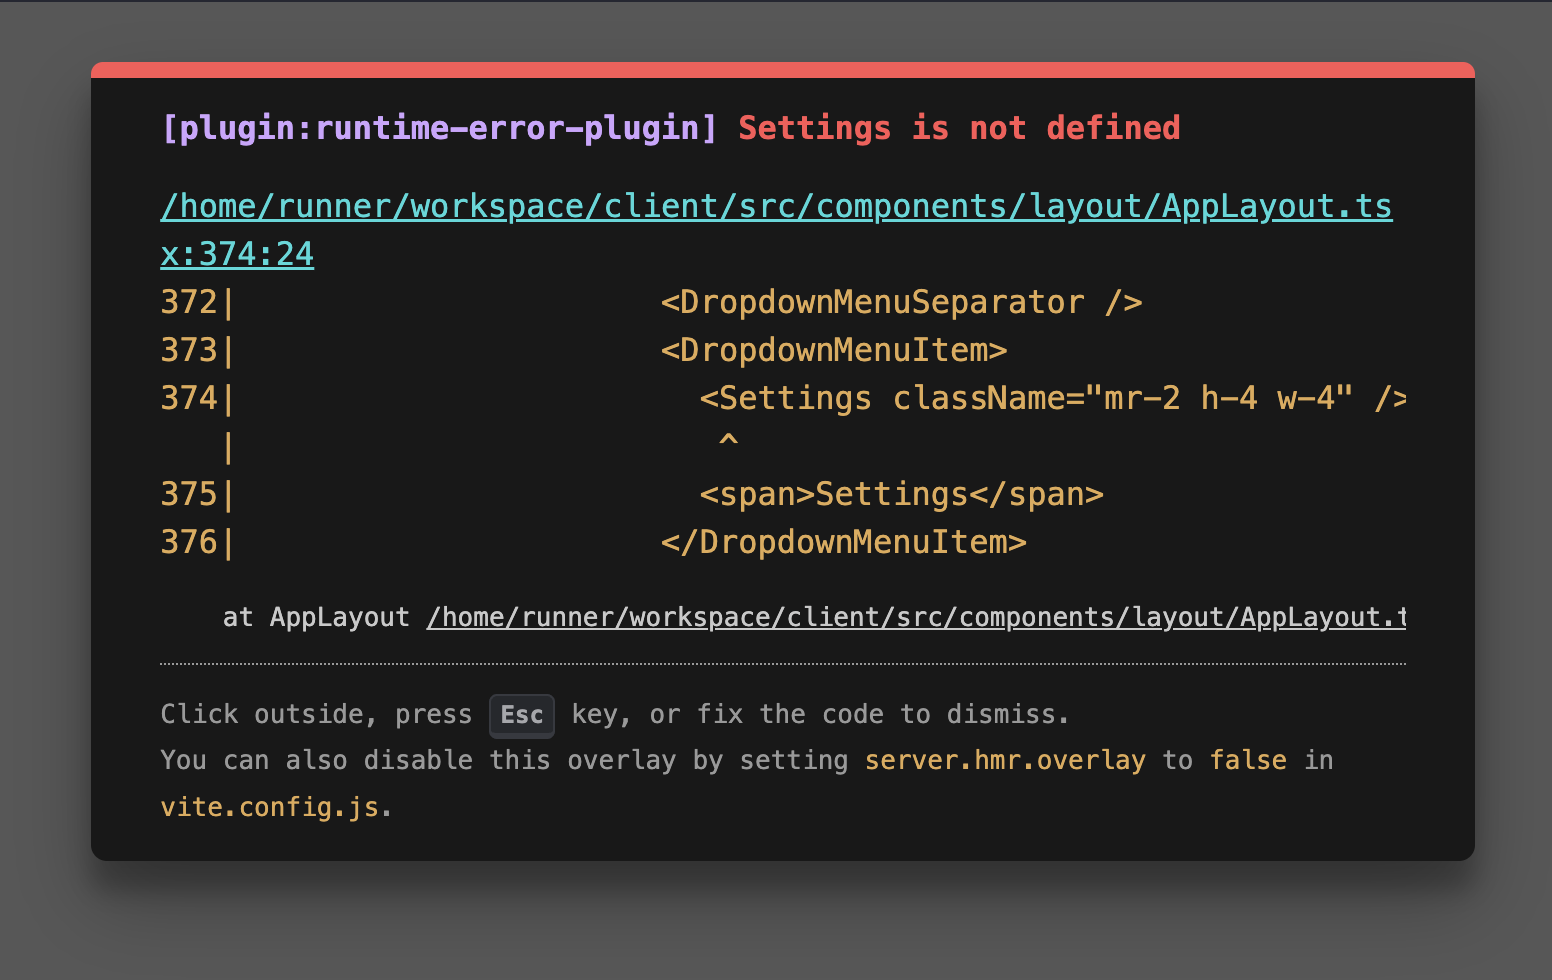 [plugin:runtime-error-plugin] Settings is not defined
/home/runner/workspace/client/src/components/layout/AppLayout.ts
x:374:24
372|                      <DropdownMenuSeparator />
373|                      <DropdownMenuItem>
374|                        <Settings className="mr-2 h-4 w-4" />
   |                         ^
375|                        <span>Settings</span>
376|                      </DropdownMenuItem>
    at AppLayout /home/runner/workspace/client/src/components/layout/AppLayout.t
Click outside, press Esc key, or fix the code to dismiss.
You can also disable this overlay by setting server.hmr.overlay to false in
vite.config.js.